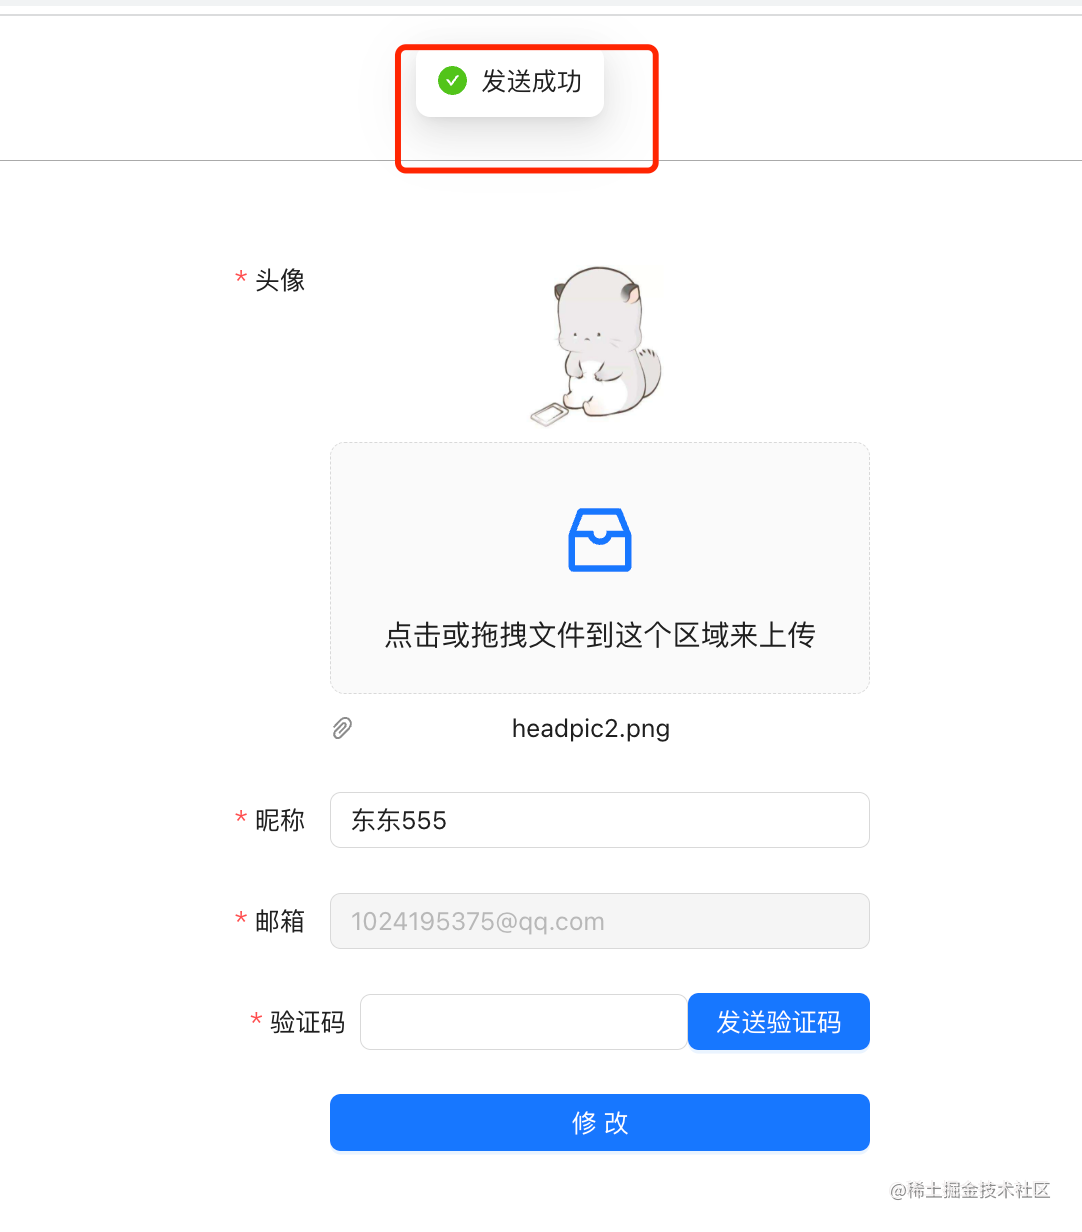 发送成功
* 头像
点击或拖拽文件到这个区域来上传
headpic2.png
* 昵称 东东555
* 邮箱 1024195375@qq.com
* 验证码 发送验证码
修 改
@稀土掘金技术社区